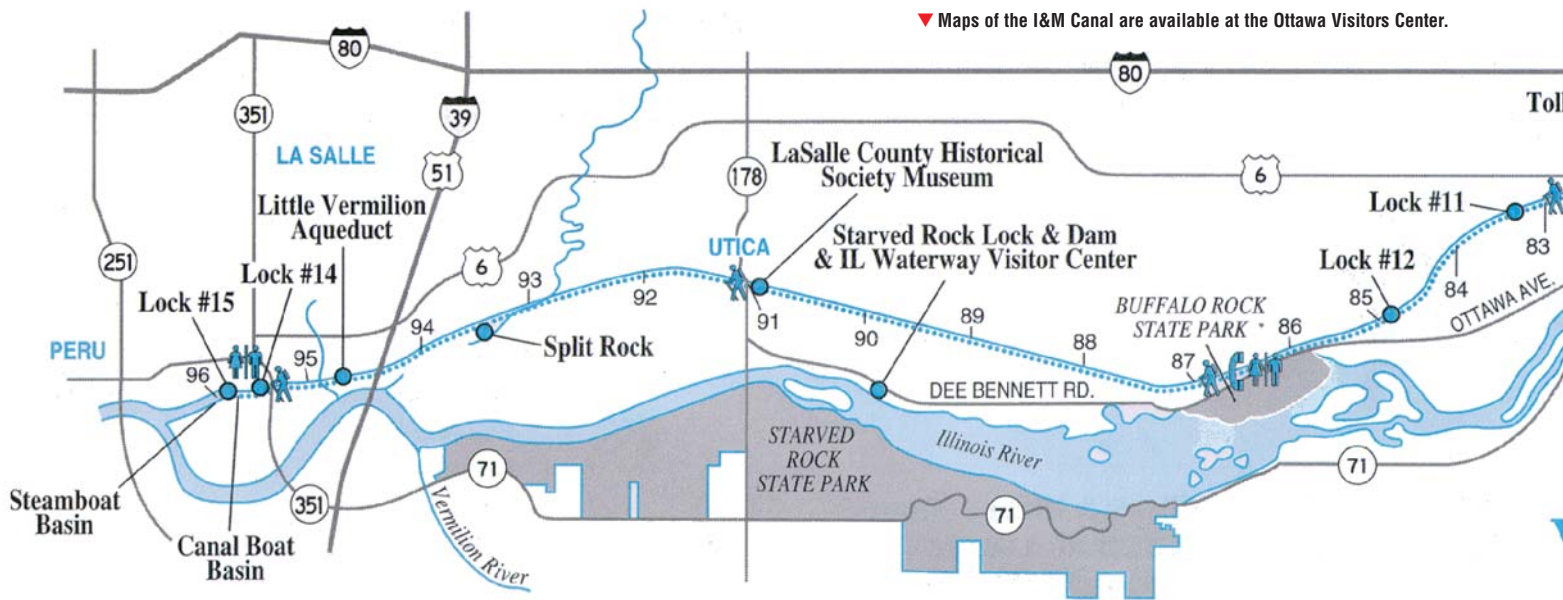 ▼ Maps of the I&M Canal are available at the Ottawa Visitors Center.
80
80
351
39
Toll
LA SALLE
51
178
LaSalle County Historical
Society Museum
6
Lock #11
Little Vermilion
Aqueduct
UTICA
Starved Rock Lock & Dam
& IL Waterway Visitor Center
83
251
6
Lock #12
84
Lock #14
93
92
85
OTTAWA AVE.
Lock #15
94
91
90
89
88
BUFFALO ROCK
STATE PARK
86
PERU
95
Split Rock
87
96
DEE BENNETT RD.
STARVED
ROCK
STATE PARK
Illinois River
71
71
Steamboat
Basin
351
Vermilion River
71
Canal Boat
Basin